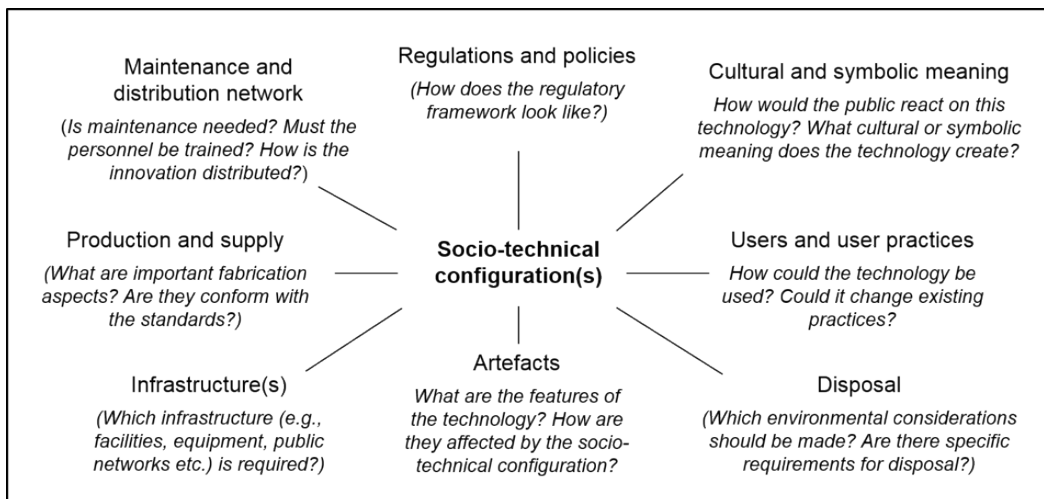 Maintenance and
distribution network
(Is maintenance needed? Must the
personnel be trained? How is the
innovation distributed?)
Regulations and policies
(How does the regulatory
framework look like?)
Cultural and symbolic meaning
How would the public react on this
technology? What cultural or symbolic
meaning does the technology create?
Production and supply
(What are important fabrication
aspects? Are they conform with
the standards?)
Socio-technical
configuration(s)
Users and user practices
How could the technology be
used? Could it change existing
practices?
Infrastructure(s)
(Which infrastructure (e.g.,
facilities, equipment, public
networks etc.) is required?)
Artefacts
What are the features of
the technology? How are
they affected by the socio-
technical configuration?
Disposal
(Which environmental considerations
should be made? Are there specific
requirements for disposal?)